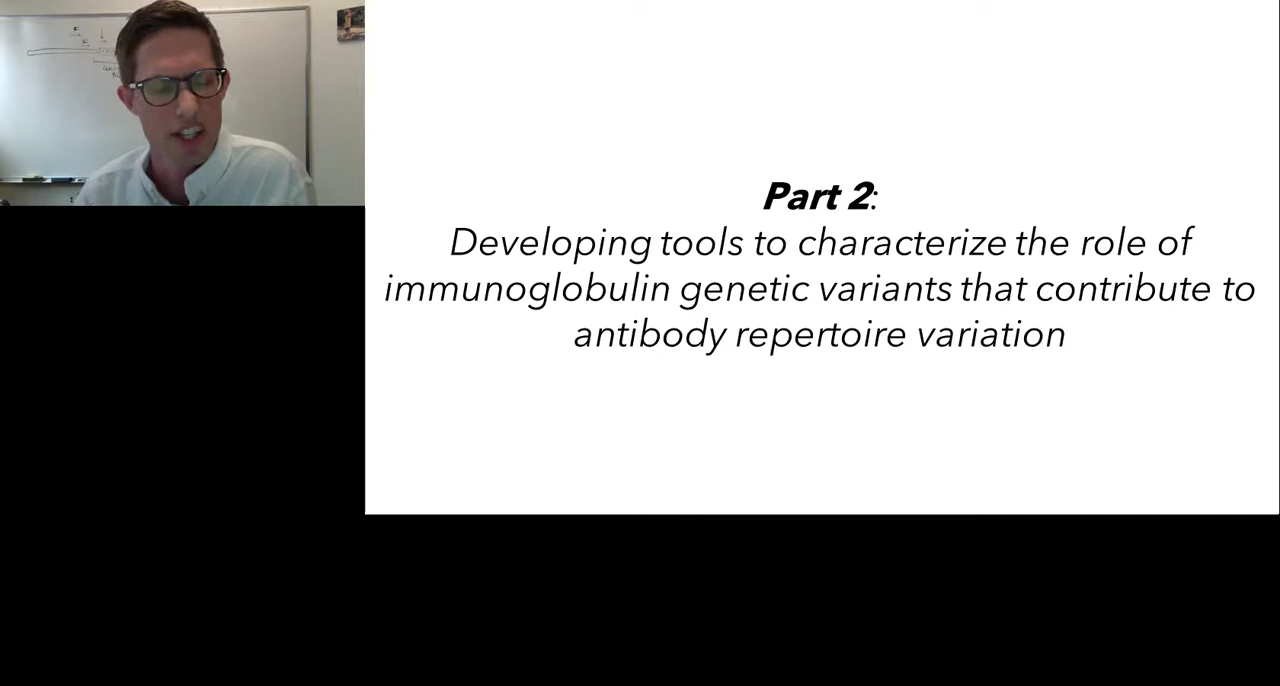 Part 2:
Developing tools to characterize the role of
immunoglobulin genetic variants that contribute to
antibody repertoire variation